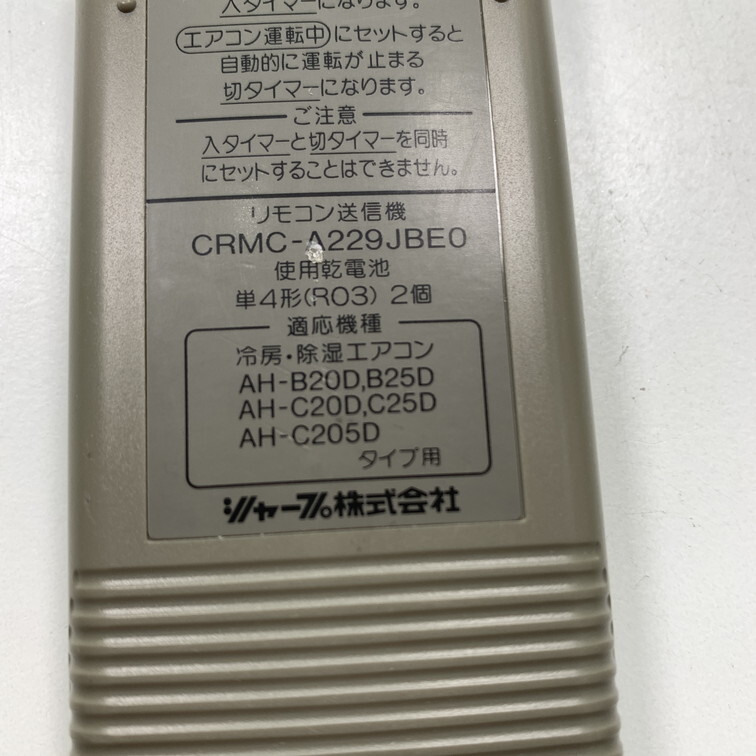 入タイマーになります。
エアコン運転中にセットすると
自動的に運転が止まる
切タイマーになります。
ご注意
入タイマーと切タイマーを同時
にセットすることはできません。
リモコン送信機
CRMC-A229JBE0
使用乾電池
単4形(R03) 2個
適応機種
冷房・除湿エアコン
AH-B20D,B25D
AH-C20D,C25D
AH-C205D
タイプ用
シャープ株式会社